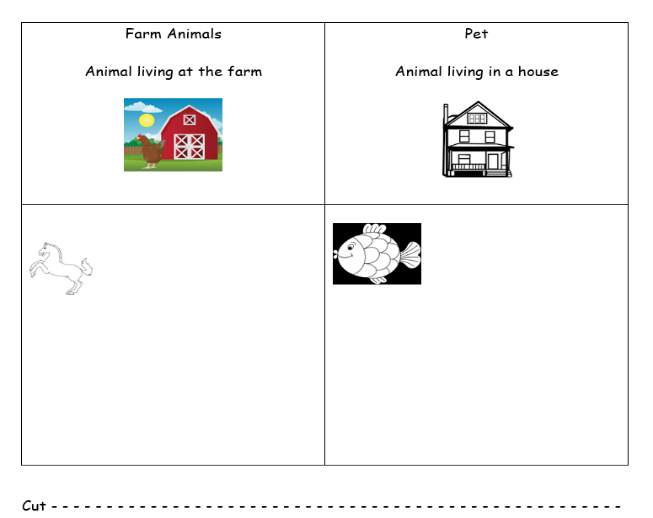 Farm Animals
Pet
Animal living at the farm
Animal living in a house
Cut - - - - - - - - - - - - - - - - - - - - - - - - - - - - - - - - - - - - - - - - - - - - - - - - - - - -